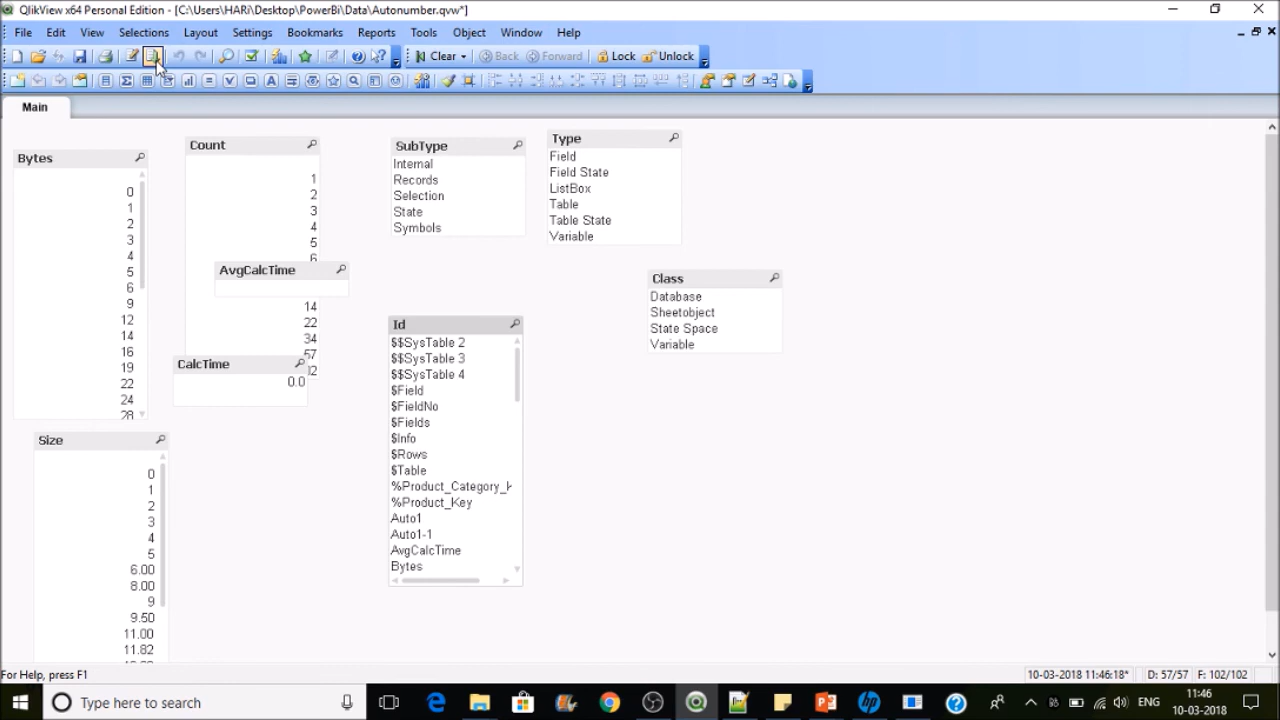 QlikView x64 Personal Edition - [C:\Users\HARi\Desktop\PowerBi\Data\Autonumber.qvw*]
File Edit View Selections Layout Settings Bookmarks Reports Tools Object Window Help
Clear Back Forward Lock Unlock
Main
Bytes
0
1
2
3
4
5
6
9
12
14
16
19
22
24
28
Count
1
2
3
4
5
6
14
22
34
57
AvgCalcTime
CalcTime
0.0
Size
0
1
2
3
4
5
6.00
8.00
9
9.50
11.00
11.82
SubType
Internal
Records
Selection
State
Symbols
Type
Field
Field State
ListBox
Table
Table State
Variable
Class
Database
Sheetobject
State Space
Variable
Id
$$SysTable 2
$$SysTable 3
$$SysTable 4
$Field
$FieldNo
$Fields
$Info
$Rows
$Table
%Product_Category_K
%Product_Key
Auto1
Auto1-1
AvgCalcTime
Bytes
For Help, press F1
10-03-2018 11:46:18* D: 57/57 F: 102/102
Type here to search
ENG
11:46
10-03-2018